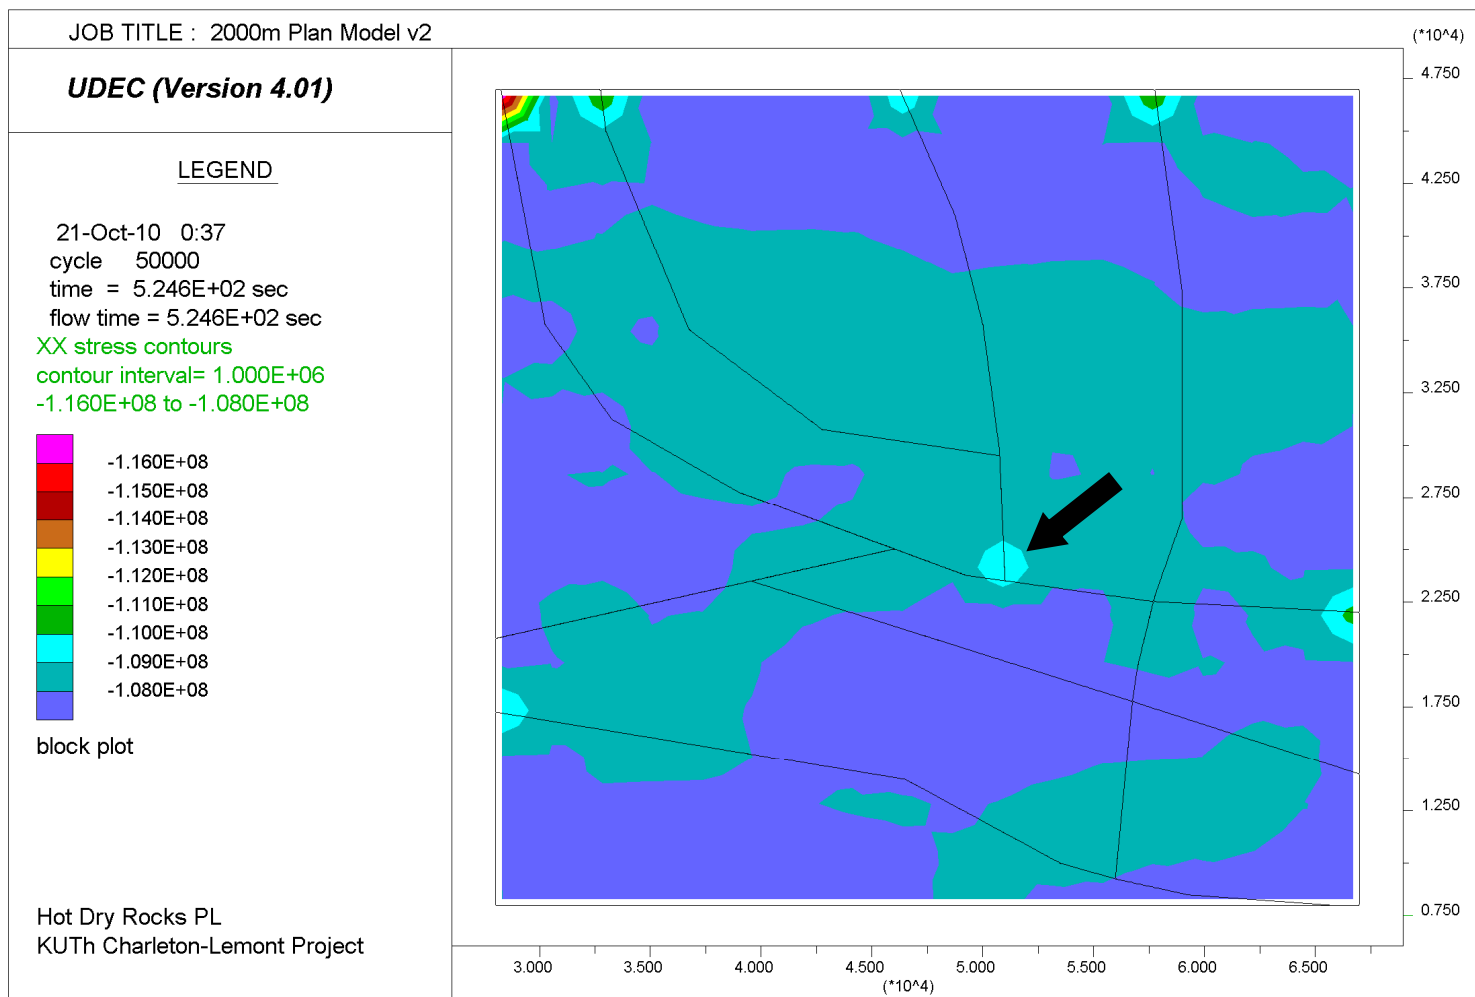 JOB TITLE : 2000m Plan Model v2
(*10^4)
UDEC (Version 4.01)
LEGEND
21-Oct-10 0:37
cycle 50000
time = 5.246E+02 sec
flow time = 5.246E+02 sec
XX stress contours
contour interval= 1.000E+06
-1.160E+08 to -1.080E+08
-1.160E+08
-1.150E+08
-1.140E+08
-1.130E+08
-1.120E+08
-1.110E+08
-1.100E+08
-1.090E+08
-1.080E+08
block plot
Hot Dry Rocks PL
KUTh Charleton-Lemont Project
4.750
4.250
3.750
3.250
2.750
2.250
1.750
1.250
0.750
3.000 3.500 4.000 4.500 5.000 5.500 6.000 6.500
(*10^4)